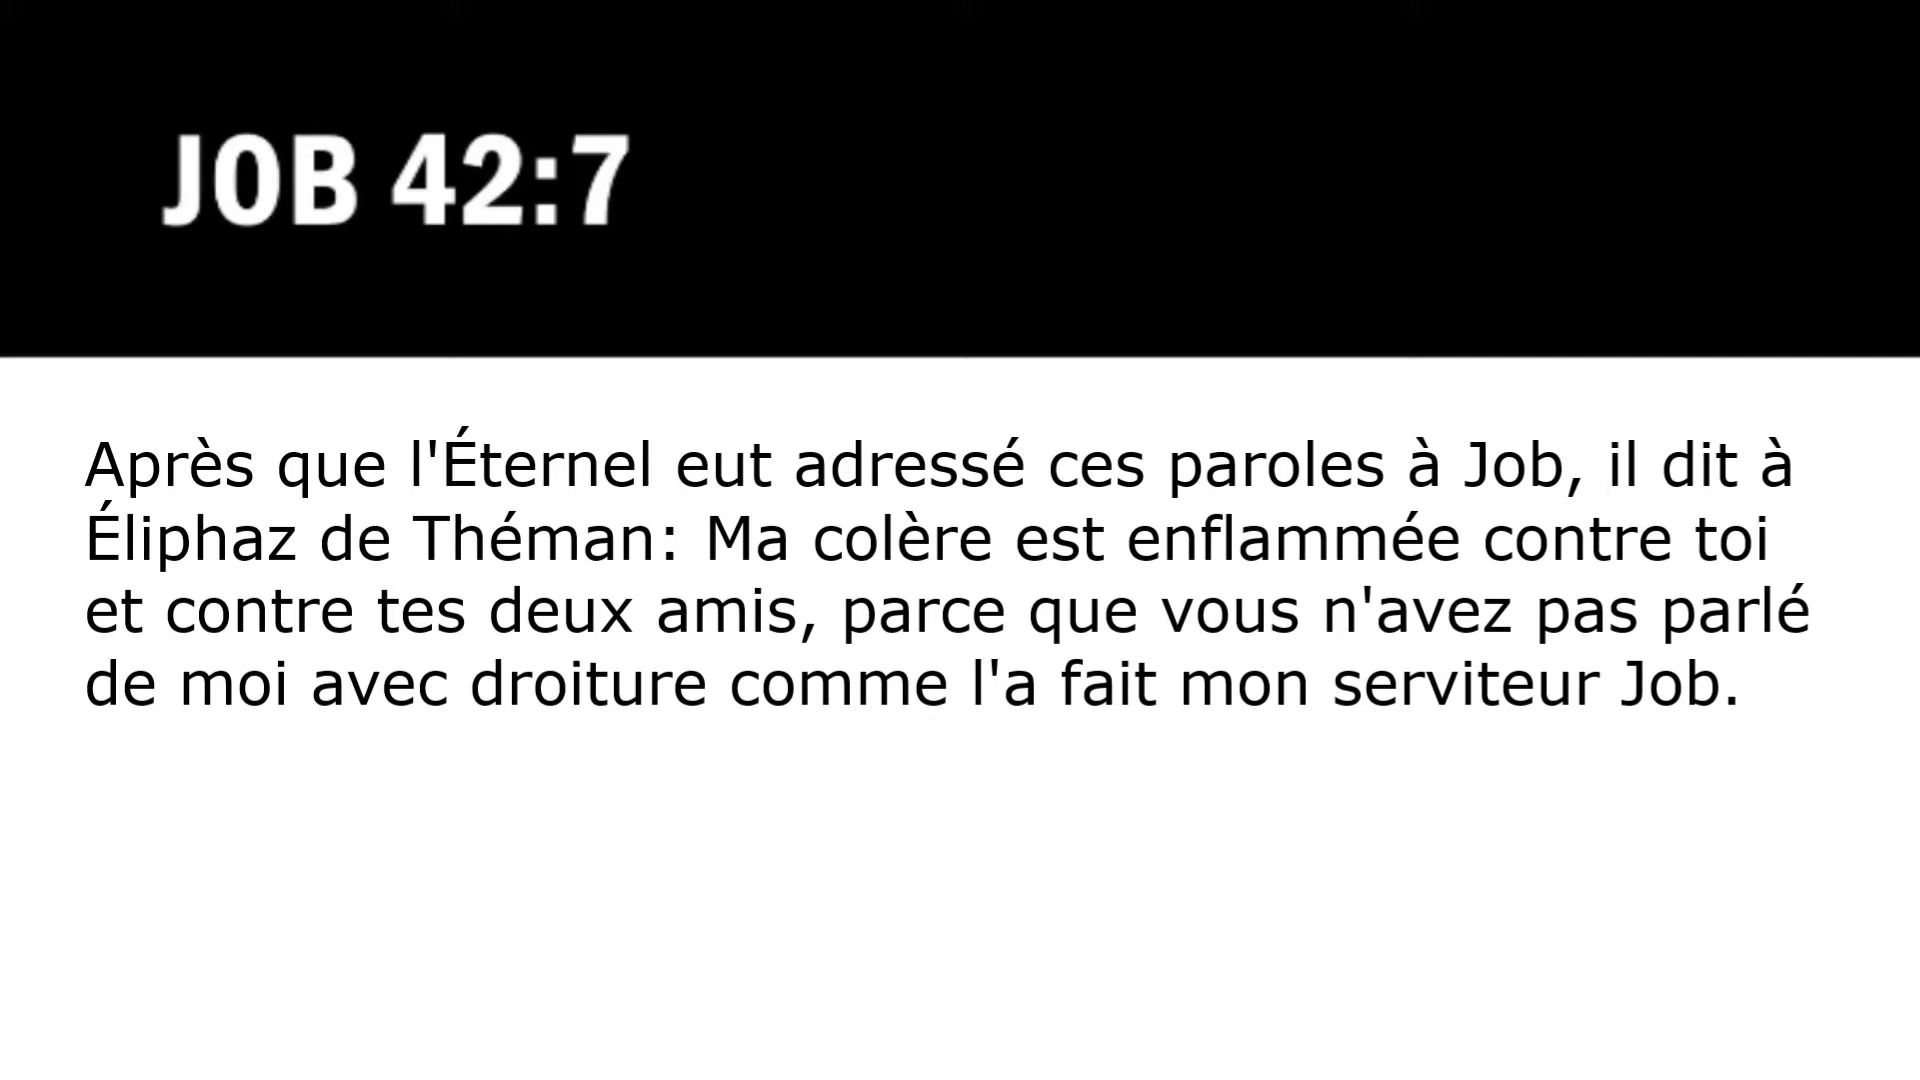 JOB 42:7
Après que l'Éternel eut adressé ces paroles à Job, il dit à
Éliphaz de Théman: Ma colère est enflammée contre toi
et contre tes deux amis, parce que vous n'avez pas parlé
de moi avec droiture comme l'a fait mon serviteur Job.